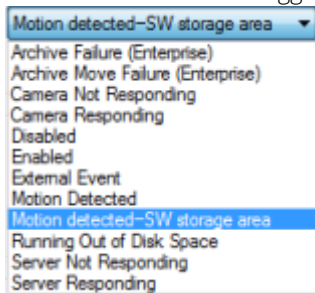 Motion detected-SW storage area
Archive Failure (Enterprise)
Archive Move Failure (Enterprise)
Camera Not Responding
Camera Responding
Disabled
Enabled
External Event
Motion Detected
Motion detected-SW storage area
Running Out of Disk Space
Server Not Responding
Server Responding